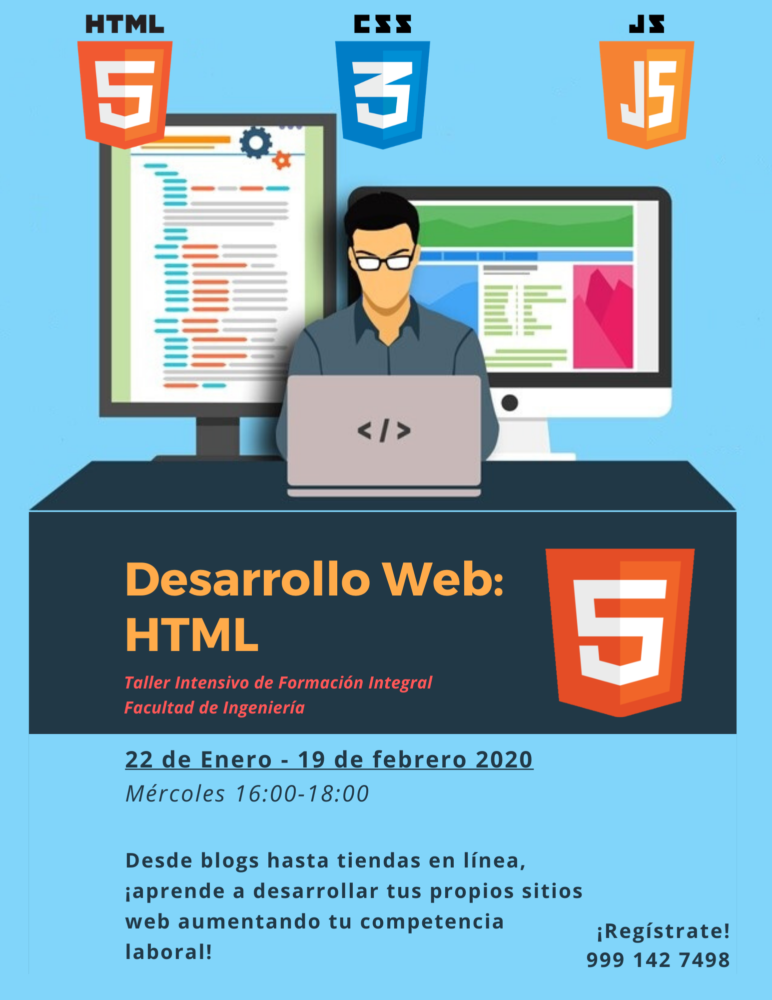 HTML
CSS
JS
5
3
JS
</>
Desarrollo Web:
HTML
5
Taller Intensivo de Formación Integral
Facultad de Ingeniería
22 de Enero - 19 de febrero 2020
Mércoles 16:00-18:00
Desde blogs hasta tiendas en línea,
¡aprende a desarrollar tus propios sitios
web aumentando tu competencia
laboral!
¡Regístrate!
999 142 7498